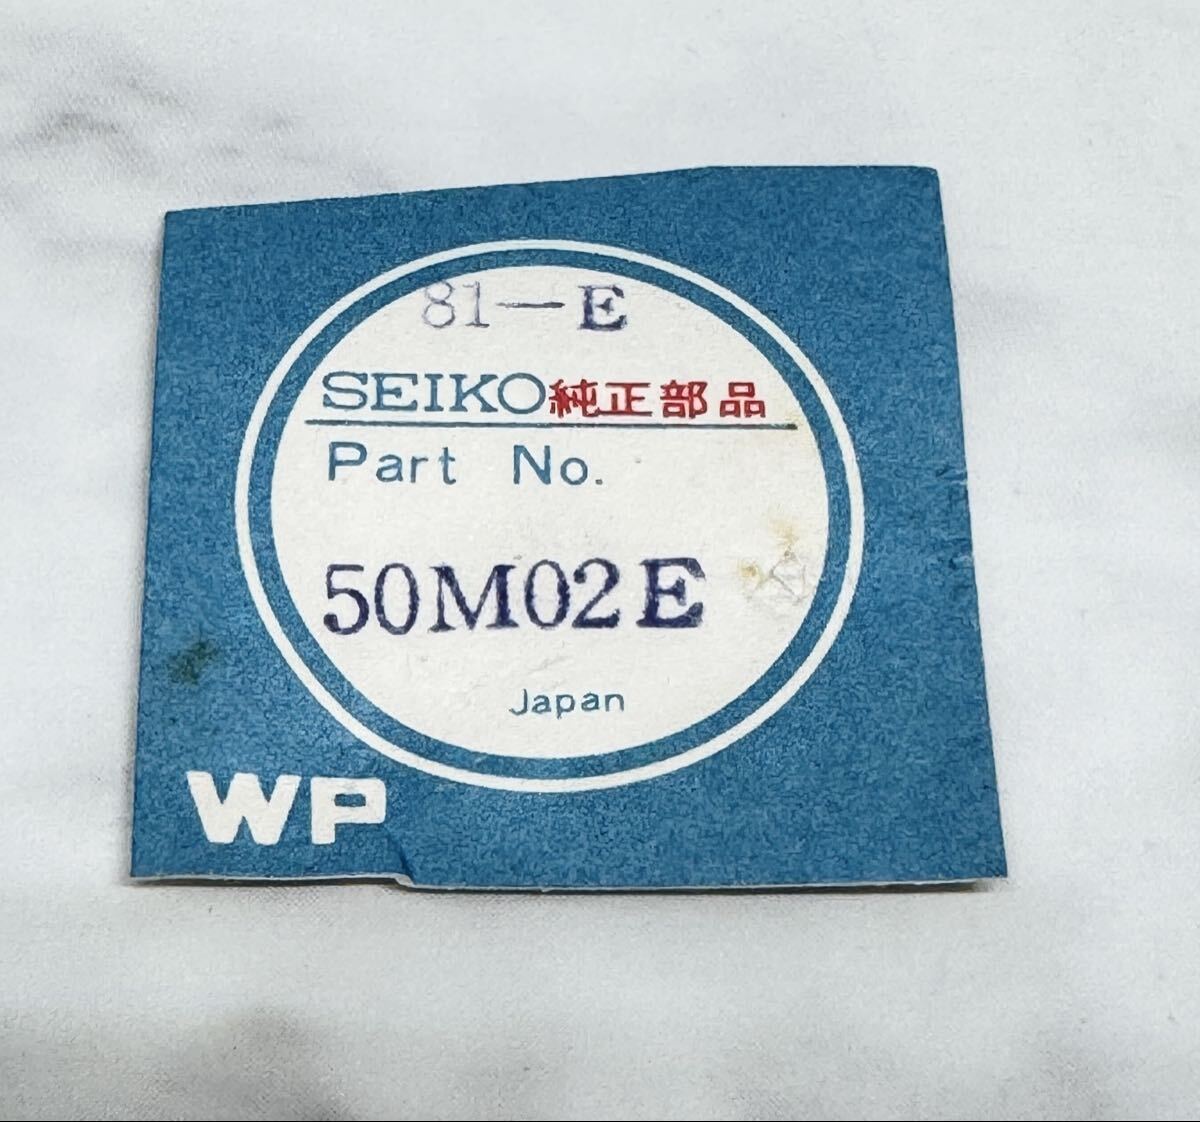 81－E
SEIKO純正部品
Part No.
50M02E
Japan
WP